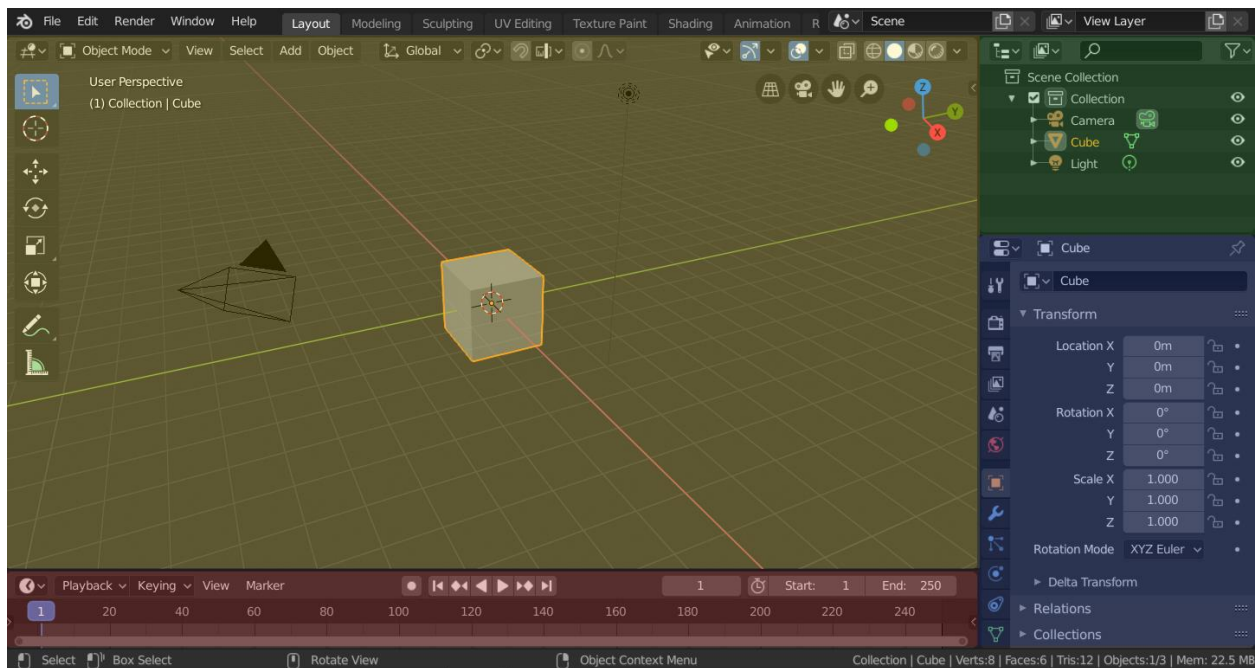 File Edit Render Window Help Layout Modeling Sculpting UV Editing Texture Paint Shading Animation R Scene View Layer
Object Mode View Select Add Object Global
User Perspective
(1) Collection | Cube
Z
Y
X
Scene Collection
Collection
Camera
Cube
Light
Cube
Cube
Transform
Location X 0m
Y 0m
Z 0m
Rotation X 0°
Y 0°
Z 0°
Scale X 1.000
Y 1.000
Z 1.000
Rotation Mode XYZ Euler
Delta Transform
Relations
Collections
Playback Keying View Marker 1 Start: 1 End: 250
1 20 40 60 80 100 120 140 160 180 200 220 240
Select Box Select Rotate View Object Context Menu Collection | Cube | Verts:8 | Faces:6 | Tris:12 | Objects:1/3 | Mem: 22.5 MB